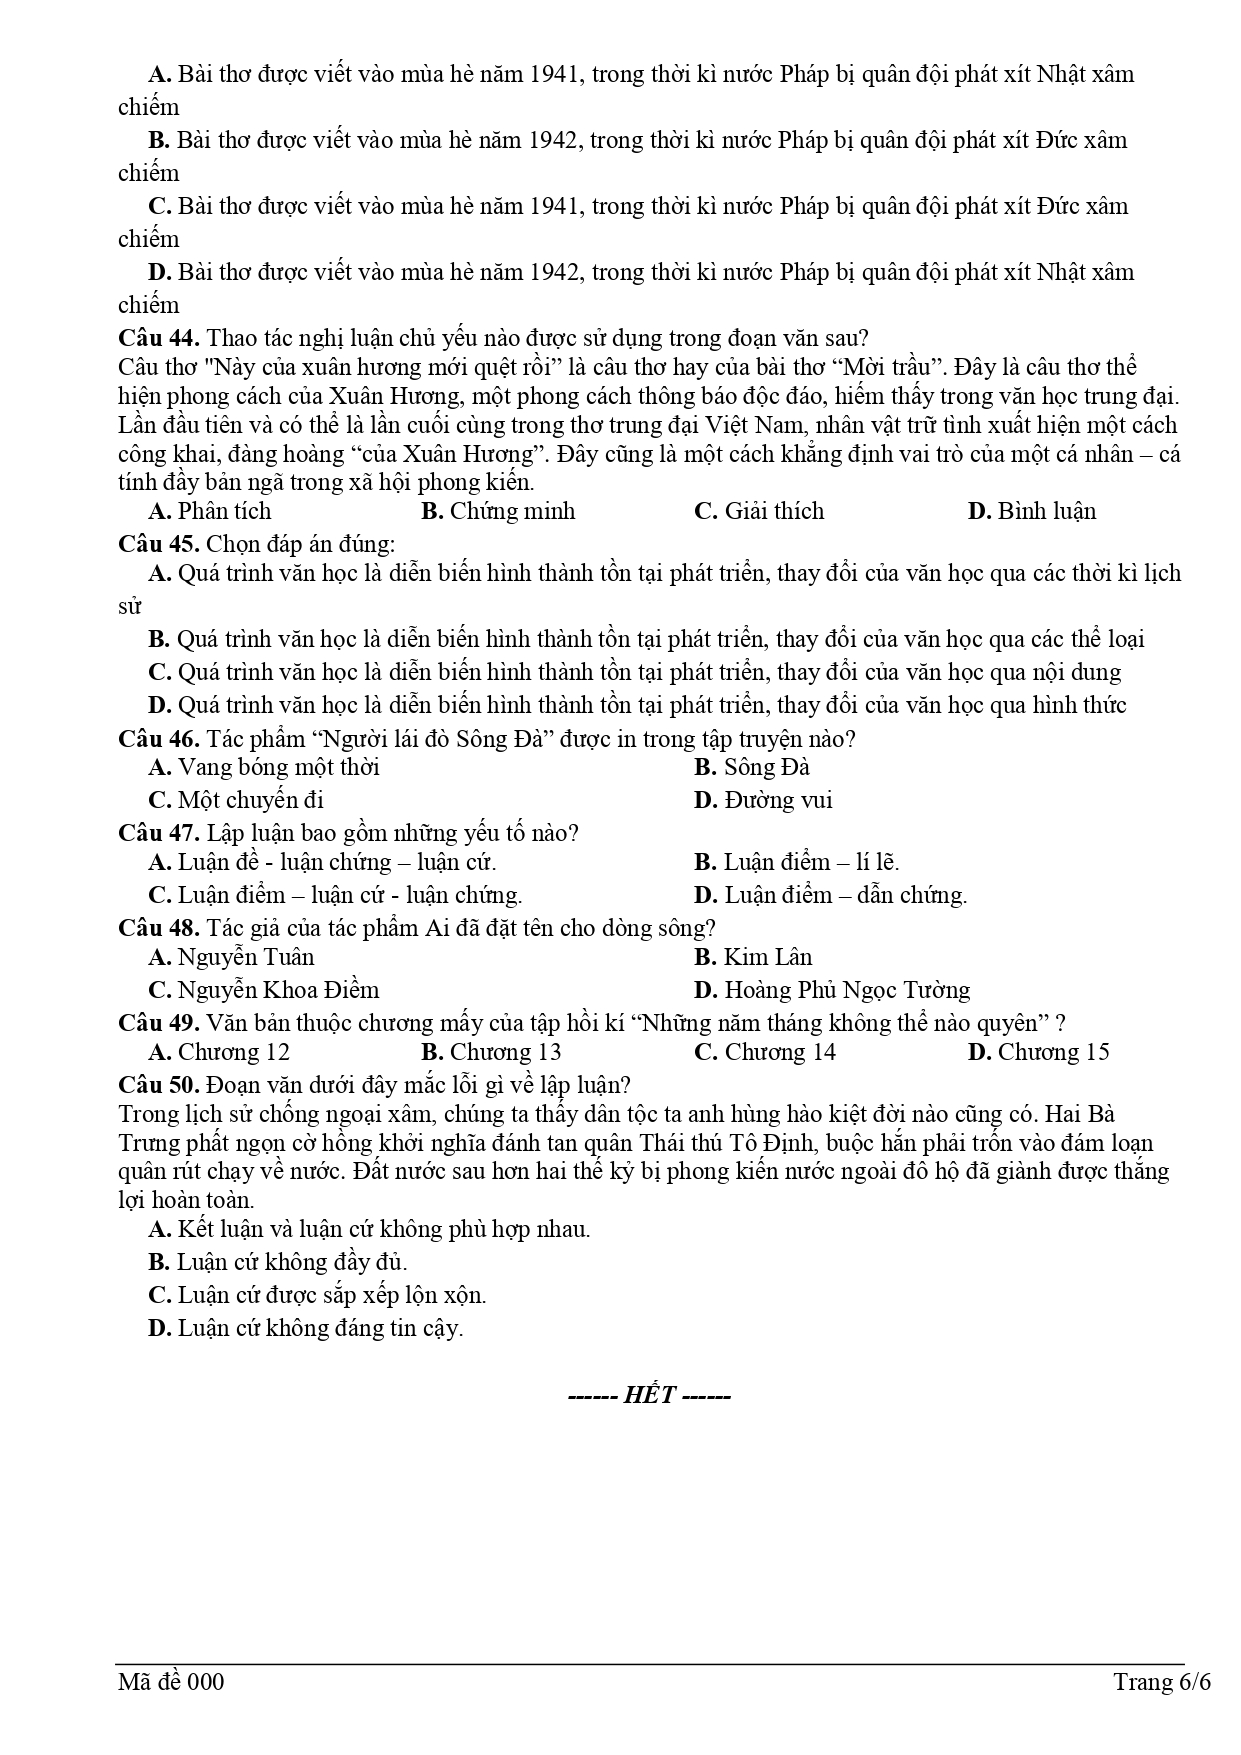 A. Bài thơ được viết vào mùa hè năm 1941, trong thời kì nước Pháp bị quân đội phát xít Nhật xâm
chiếm
B. Bài thơ được viết vào mùa hè năm 1942, trong thời kì nước Pháp bị quân đội phát xít Đức xâm
chiếm
C. Bài thơ được viết vào mùa hè năm 1941, trong thời kì nước Pháp bị quân đội phát xít Đức xâm
chiếm
D. Bài thơ được viết vào mùa hè năm 1942, trong thời kì nước Pháp bị quân đội phát xít Nhật xâm
chiếm
Câu 44. Thao tác nghị luận chủ yếu nào được sử dụng trong đoạn văn sau?
Câu thơ "Này của xuân hương mới quệt rồi” là câu thơ hay của bài thơ “Mời trầu”. Đây là câu thơ thể
hiện phong cách của Xuân Hương, một phong cách thông báo độc đáo, hiếm thấy trong văn học trung đại.
Lần đầu tiên và có thể là lần cuối cùng trong thơ trung đại Việt Nam, nhân vật trữ tình xuất hiện một cách
công khai, đàng hoàng “của Xuân Hương”. Đây cũng là một cách khẳng định vai trò của một cá nhân – cá
tính đầy bản ngã trong xã hội phong kiến.
A. Phân tích B. Chứng minh C. Giải thích D. Bình luận
Câu 45. Chọn đáp án đúng:
A. Quá trình văn học là diễn biến hình thành tồn tại phát triển, thay đổi của văn học qua các thời kì lịch
sử
B. Quá trình văn học là diễn biến hình thành tồn tại phát triển, thay đổi của văn học qua các thể loại
C. Quá trình văn học là diễn biến hình thành tồn tại phát triển, thay đổi của văn học qua nội dung
D. Quá trình văn học là diễn biến hình thành tồn tại phát triển, thay đổi của văn học qua hình thức
Câu 46. Tác phẩm “Người lái đò Sông Đà” được in trong tập truyện nào?
A. Vang bóng một thời B. Sông Đà
C. Một chuyến đi D. Đường vui
Câu 47. Lập luận bao gồm những yếu tố nào?
A. Luận đề - luận chứng – luận cứ. B. Luận điểm – lí lẽ.
C. Luận điểm – luận cứ - luận chứng. D. Luận điểm – dẫn chứng.
Câu 48. Tác giả của tác phẩm Ai đã đặt tên cho dòng sông?
A. Nguyễn Tuân B. Kim Lân
C. Nguyễn Khoa Điềm D. Hoàng Phủ Ngọc Tường
Câu 49. Văn bản thuộc chương mấy của tập hồi kí “Những năm tháng không thể nào quyên” ?
A. Chương 12 B. Chương 13 C. Chương 14 D. Chương 15
Câu 50. Đoạn văn dưới đây mắc lỗi gì về lập luận?
Trong lịch sử chống ngoại xâm, chúng ta thấy dân tộc ta anh hùng hào kiệt đời nào cũng có. Hai Bà
Trưng phất ngọn cờ hồng khởi nghĩa đánh tan quân Thái thú Tô Định, buộc hắn phải trốn vào đám loạn
quân rút chạy về nước. Đất nước sau hơn hai thế kỷ bị phong kiến nước ngoài đô hộ đã giành được thắng
lợi hoàn toàn.
A. Kết luận và luận cứ không phù hợp nhau.
B. Luận cứ không đầy đủ.
C. Luận cứ được sắp xếp lộn xộn.
D. Luận cứ không đáng tin cậy.
------ HẾT ------
Mã đề 000 Trang 6/6